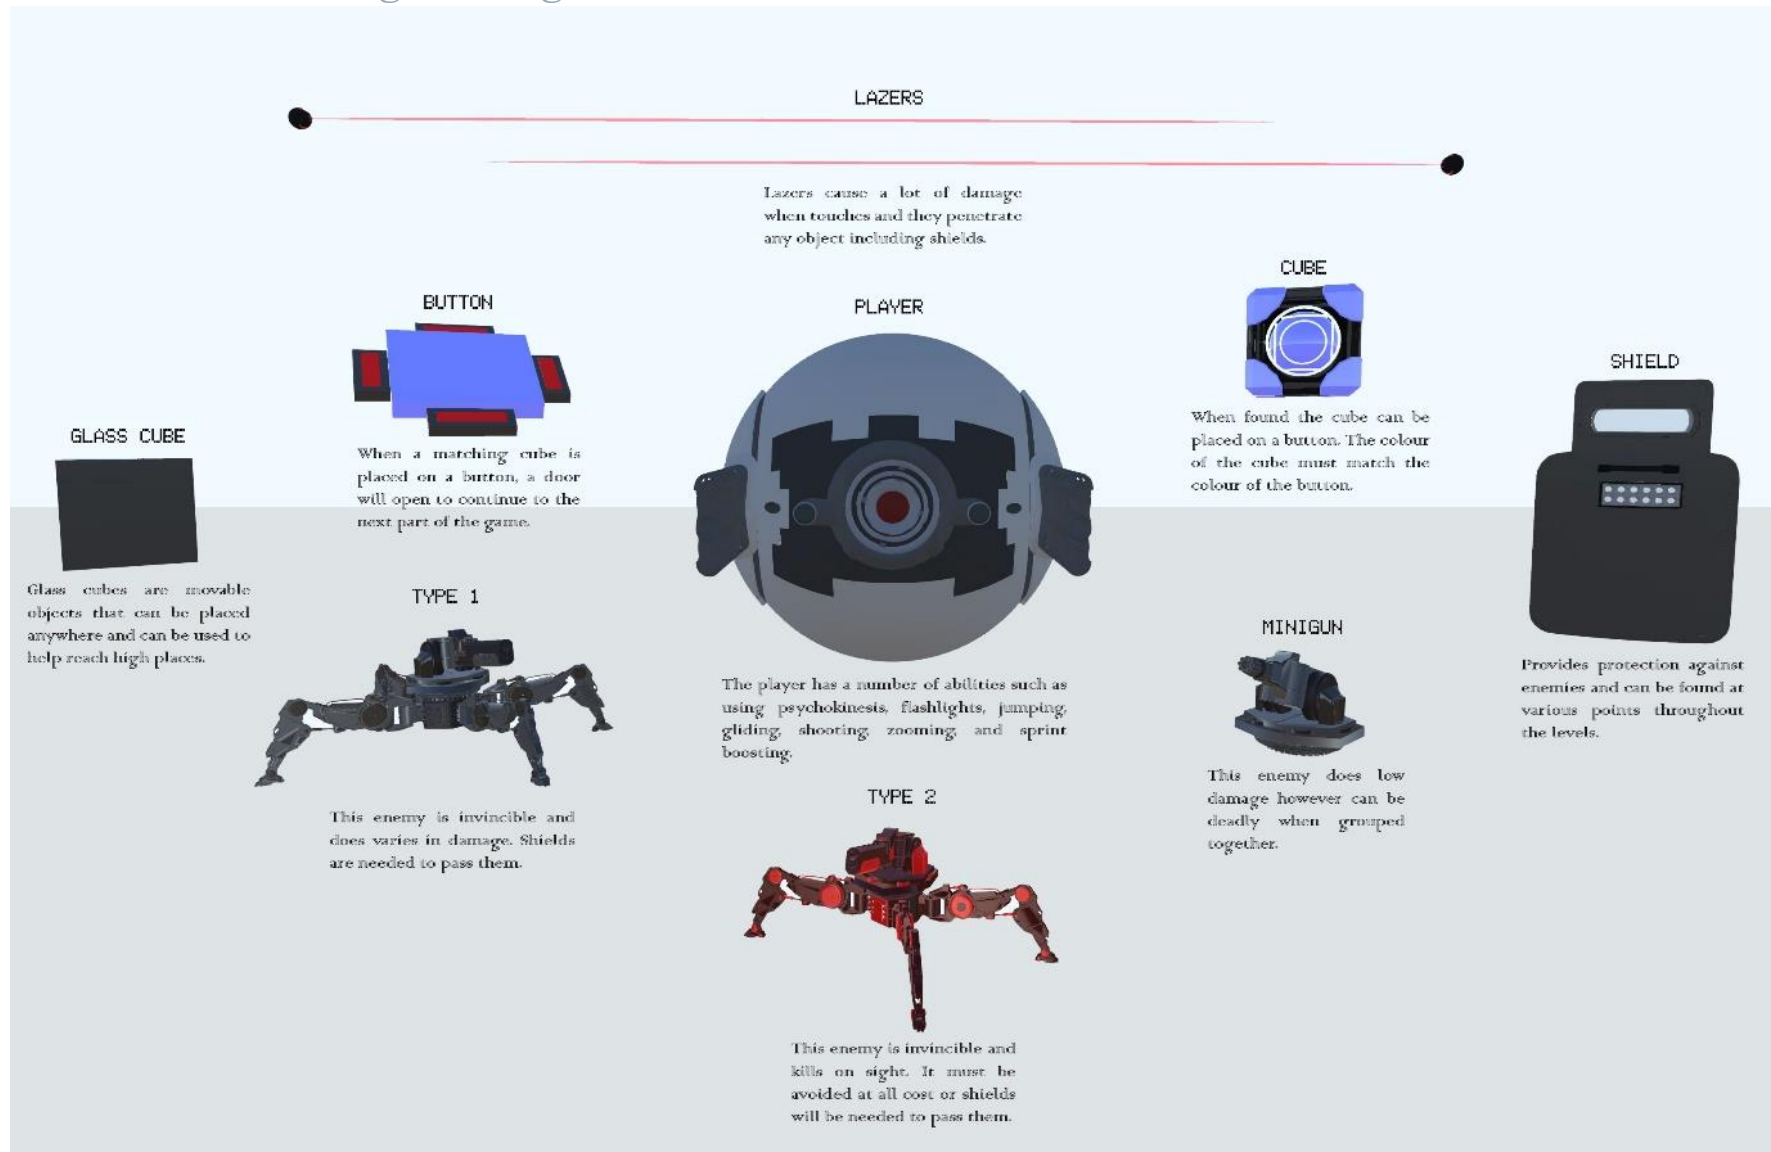 LAZERS
Lazers cause a lot of damage
when touches and they penetrate
any object including shields.
CUBE
When found the cube can be
placed on a button. The colour
of the cube must match the
colour of the button.
BUTTON
When a matching cube is
placed on a button, a door
will open to continue to the
next part of the game.
PLAYER
The player has a number of abilities such as
using psychokinesis, flashlights, jumping,
gliding, shooting, zooming, and sprint
boosting.
SHIELD
Provides protection against
enemies and can be found at
various points throughout
the levels.
GLASS CUBE
Glass cubes are movable
objects that can be placed
anywhere and can be used to
help reach high places.
TYPE 1
This enemy is invincible and
does varies in damage. Shields
are needed to pass them.
MINIGUN
This enemy does low
damage however can be
deadly when grouped
together.
TYPE 2
This enemy is invincible and
kills on sight. It must be
avoided at all cost or shields
will be needed to pass them.